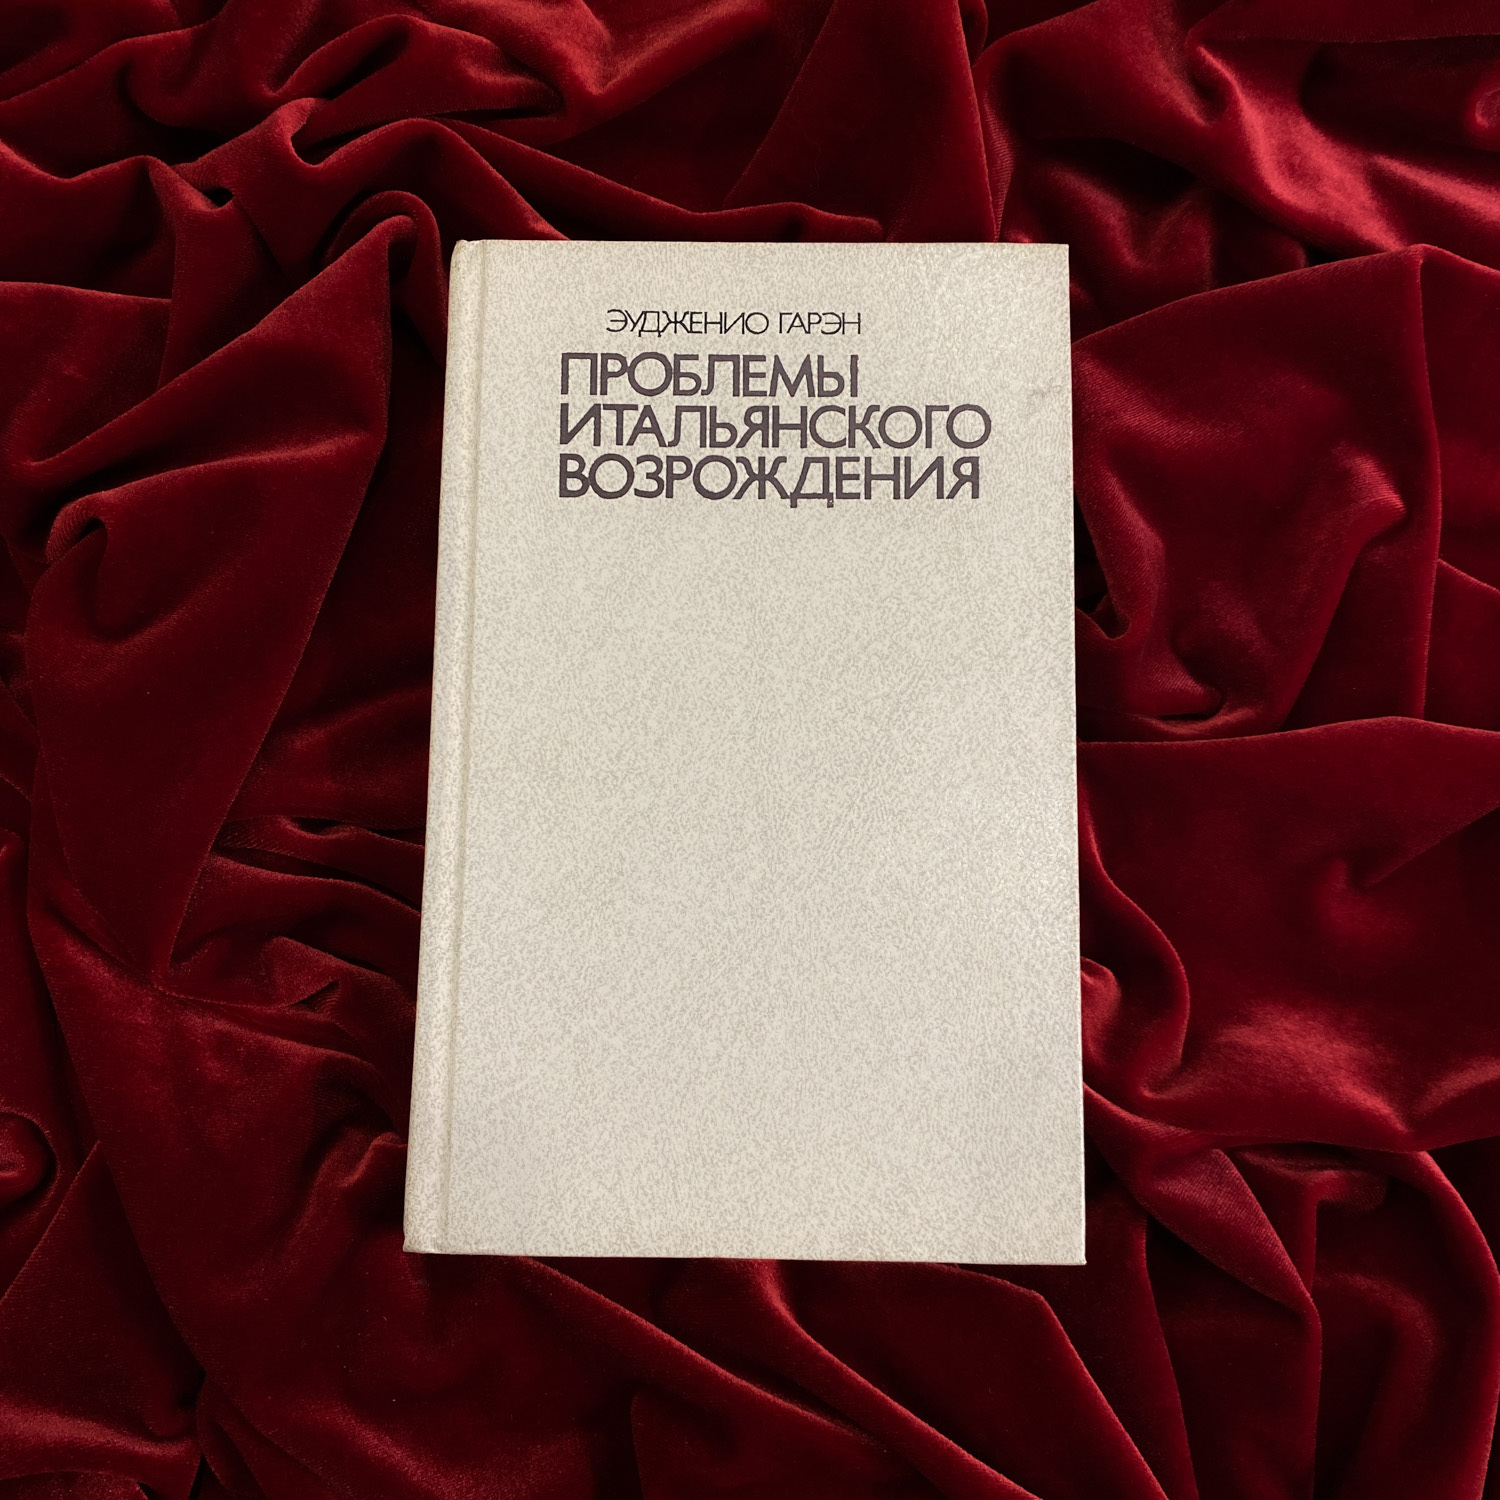 ЭУДЖЕНИО ГАРЭН
ПРОБЛЕМЫ
ИТАЛЬЯНСКОГО
ВОЗРОЖДЕНИЯ